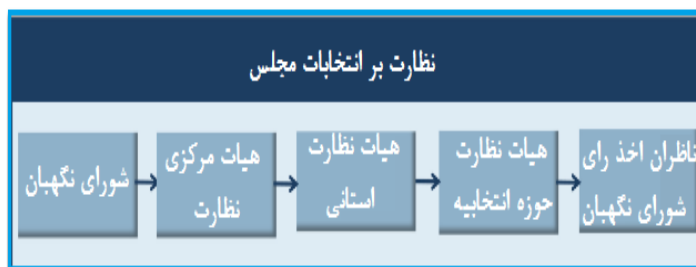 نظارت بر انتخابات مجلس
شورای نگهبان
هیات مرکزی
نظارت
هیات نظارت
استانی
هیات نظارت
حوزه انتخابیه
ناظران اخذ رای
شورای نگهبان